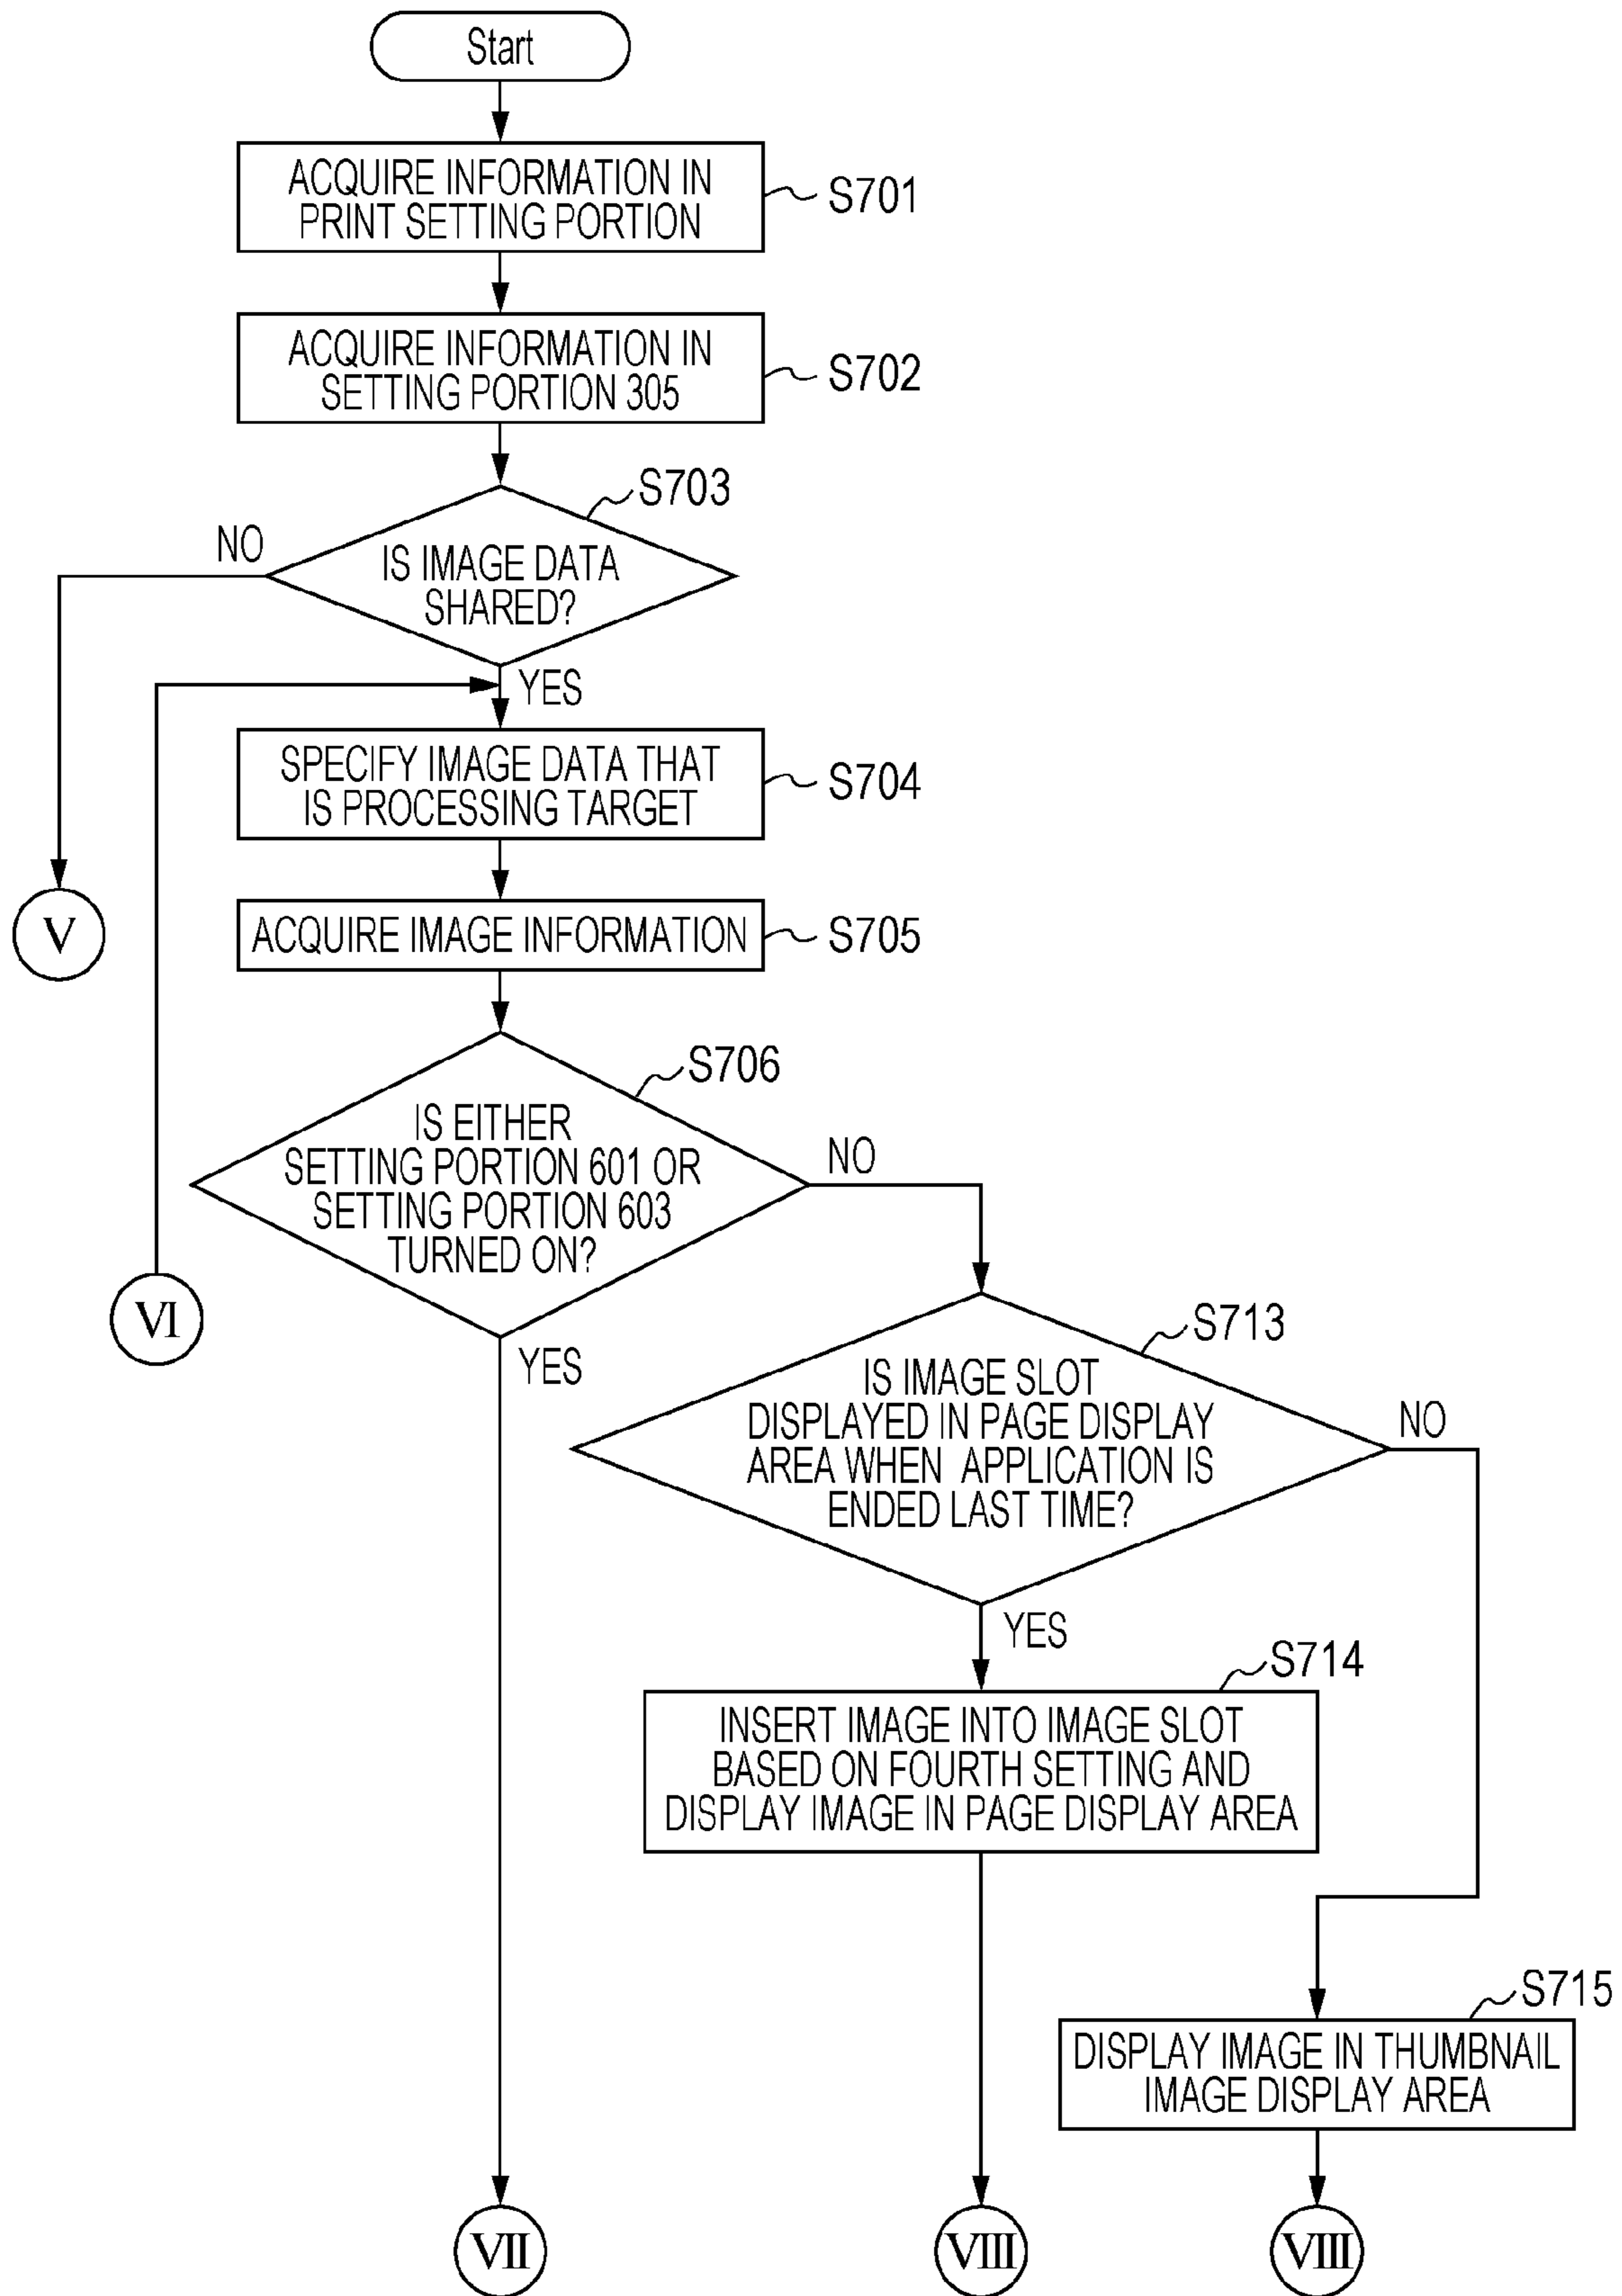 Start
ACQUIRE INFORMATION IN
PRINT SETTING PORTION
S701
ACQUIRE INFORMATION IN
SETTING PORTION 305
S702
S703
NO
IS IMAGE DATA
SHARED?
YES
SPECIFY IMAGE DATA THAT
IS PROCESSING TARGET
S704
V
ACQUIRE IMAGE INFORMATION
S705
S706
IS EITHER
SETTING PORTION 601 OR
SETTING PORTION 603
TURNED ON?
NO
VI
YES
S713
IS IMAGE SLOT
DISPLAYED IN PAGE DISPLAY
AREA WHEN APPLICATION IS
ENDED LAST TIME?
NO
YES
S714
INSERT IMAGE INTO IMAGE SLOT
BASED ON FOURTH SETTING AND
DISPLAY IMAGE IN PAGE DISPLAY AREA
S715
DISPLAY IMAGE IN THUMBNAIL
IMAGE DISPLAY AREA
VII
VIII
VIII